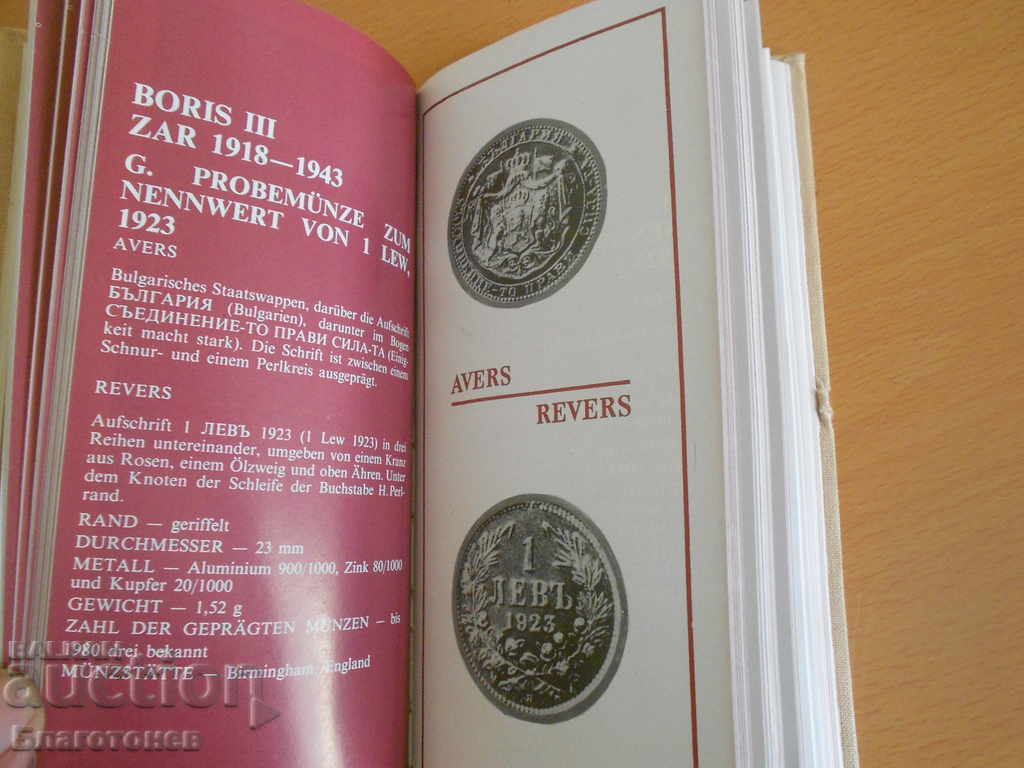 BORIS III
ZAR 1918—1943
G. PROBEMÜNZE ZUM
NENNWERT VON 1 LEW,
1923
AVERS
Bulgarisches Staatswappen, darüber die Aufschrift
БЪЛГАРИЯ (Bulgarien), darunter im Bogen
СЪЕДИНЕНИЕ-ТО ПРАВИ СИЛА-ТА (Einig-
keit macht stark). Die Schrift ist zwischen einem
Schnur- und einem Perlkreis ausgeprägt.
REVERS
Aufschrift 1 ЛЕВЪ 1923 (1 Lew 1923) in drei
Reihen untereinander, umgeben von einem Kranz
aus Rosen, einem Ölzweig und oben Ähren. Unter
dem Knoten der Schleife der Buchstabe H.Perl-
rand.
RAND — geriffelt
DURCHMESSER — 23 mm
METALL — Aluminium 900/1000, Zink 80/1000
und Kupfer 20/1000
GEWICHT — 1,52 g
ZAHL DER GEPRÄGTEN MÜNZEN — bis
1980 drei bekannt
MÜNZSTÄTTE — Birmingham, England
БЪЛГАРИЯ
AVERS
REVERS
1
ЛЕВЪ
1923
auction
Благотонев